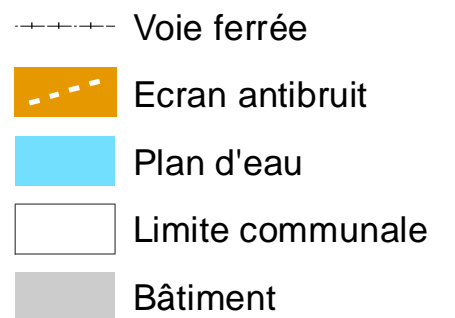 Voie ferrée
Ecran antibruit
Plan d'eau
Limite communale
Bâtiment